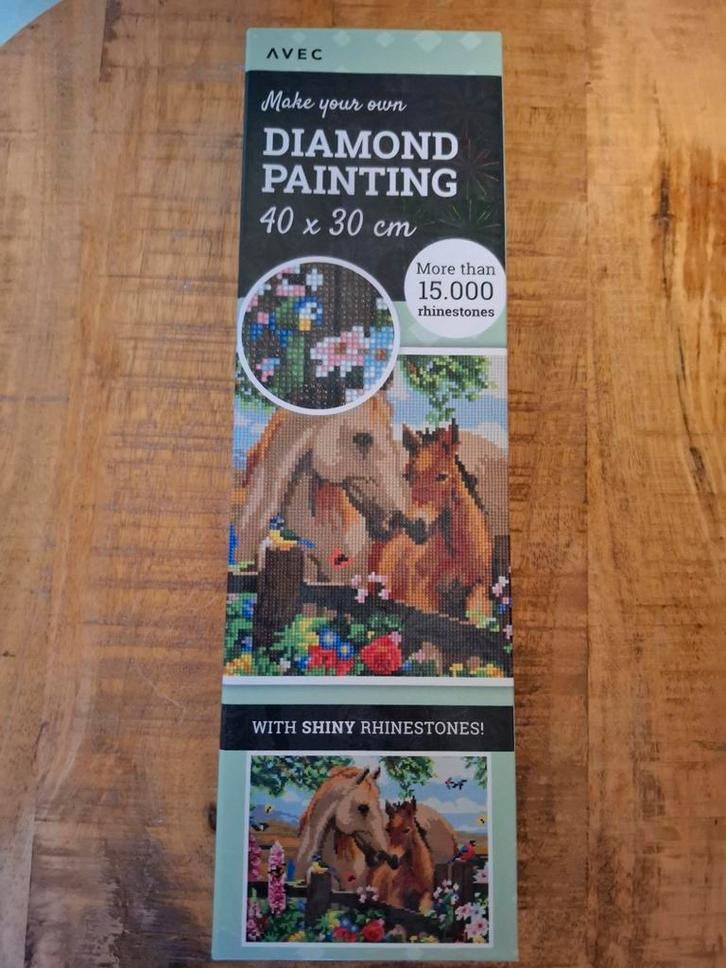 AVEC
Make your own
DIAMOND
PAINTING
40 x 30 cm
More than
15.000
rhinestones
WITH SHINY RHINESTONES!